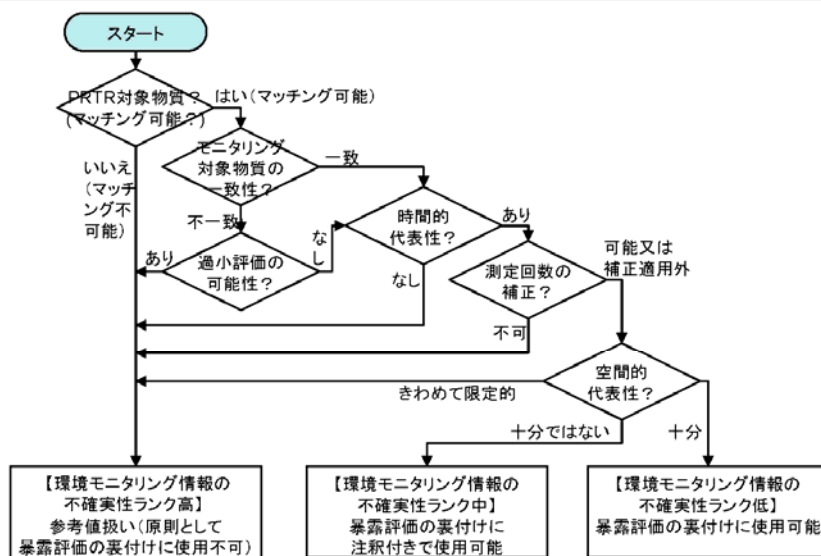 スタート
PRTR対象物質？
(マッチング可能？)
はい(マッチング可能)
モニタリング
対象物質の
一致性？
一致
いいえ
(マッチ
ング不
可能)
不一致
時間的
代表性？
あり
過小評価の
可能性？
あり
な
し
なし
測定回数の
補正？
可能又は
補正適用外
不可
空間的
代表性？
きわめて限定的
十分ではない
十分
【環境モニタリング情報の
不確実性ランク高】
参考値扱い(原則として
暴露評価の裏付けに使用不可)
【環境モニタリング情報の
不確実性ランク中】
暴露評価の裏付けに
注釈付きで使用可能
【環境モニタリング情報の
不確実性ランク低】
暴露評価の裏付けに使用可能